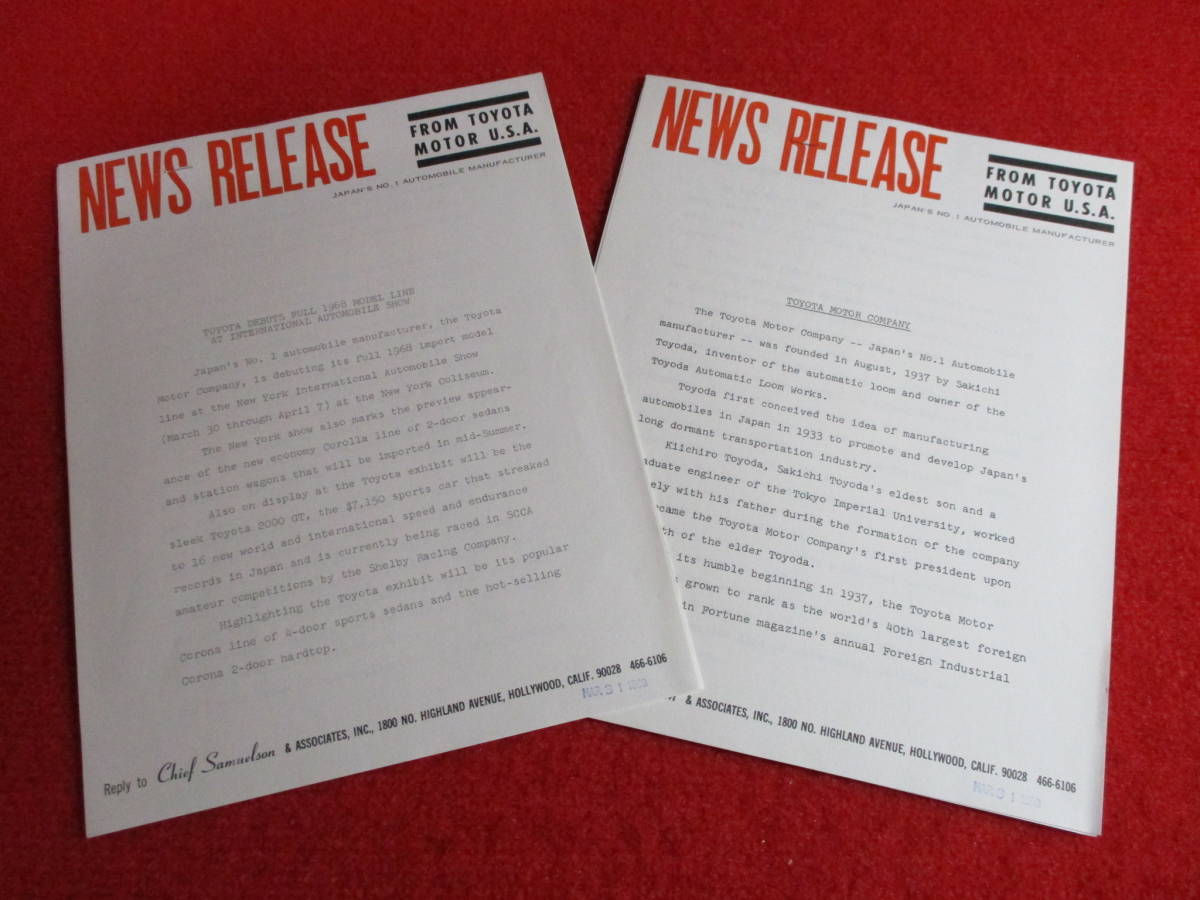 NEWS RELEASE
FROM TOYOTA
MOTOR U.S.A.
JAPAN'S NO. 1 AUTOMOBILE MANUFACTURER
TOYOTA DEBUTS FULL 1968 MODEL LINE
AT INTERNATIONAL AUTOMOBILE SHOW
Japan's No. 1 automobile manufacturer, the Toyota
Motor Company, is debuting its full 1968 import model
line at the New York International Automobile Show
(March 30 through April 7) at the New York Coliseum.
The New York show also marks the preview appear-
ance of the new economy Corolla line of 2-door sedans
and station wagons that will be imported in mid-Summer.
Also on display at the Toyota exhibit will be the
sleek Toyota 2000 GT, the $7,150 sports car that streaked
to 16 new world and international speed and endurance
records in Japan and is currently being raced in SCCA
amateur competitions by the Shelby Racing Company.
Highlighting the Toyota exhibit will be its popular
Corona line of 4-door sports sedans and the hot-selling
Corona 2-door hardtop.
Reply to Chief Samuelson & ASSOCIATES, INC., 1800 NO. HIGHLAND AVENUE, HOLLYWOOD, CALIF. 90028 466-6106
NEWS RELEASE
FROM TOYOTA
MOTOR U.S.A.
JAPAN'S NO. 1 AUTOMOBILE MANUFACTURER
TOYOTA MOTOR COMPANY
The Toyota Motor Company -- Japan's No.1 Automobile
manufacturer -- was founded in August, 1937 by Sakichi
Toyoda, inventor of the automatic loom and owner of the
Toyoda Automatic Loom Works.
Toyoda first conceived the idea of manufacturing
automobiles in Japan in 1933 to promote and develop Japan's
long dormant transportation industry.
Kiichiro Toyoda, Sakichi Toyoda's eldest son and a
aduate engineer of the Tokyo Imperial University, worked
ely with his father during the formation of the company
came the Toyota Motor Company's first president upon
th of the elder Toyoda.
its humble beginning in 1937, the Toyota Motor
grown to rank as the world's 40th largest foreign
in Fortune magazine's annual Foreign Industrial
& ASSOCIATES, INC., 1800 NO. HIGHLAND AVENUE, HOLLYWOOD, CALIF. 90028 466-6106